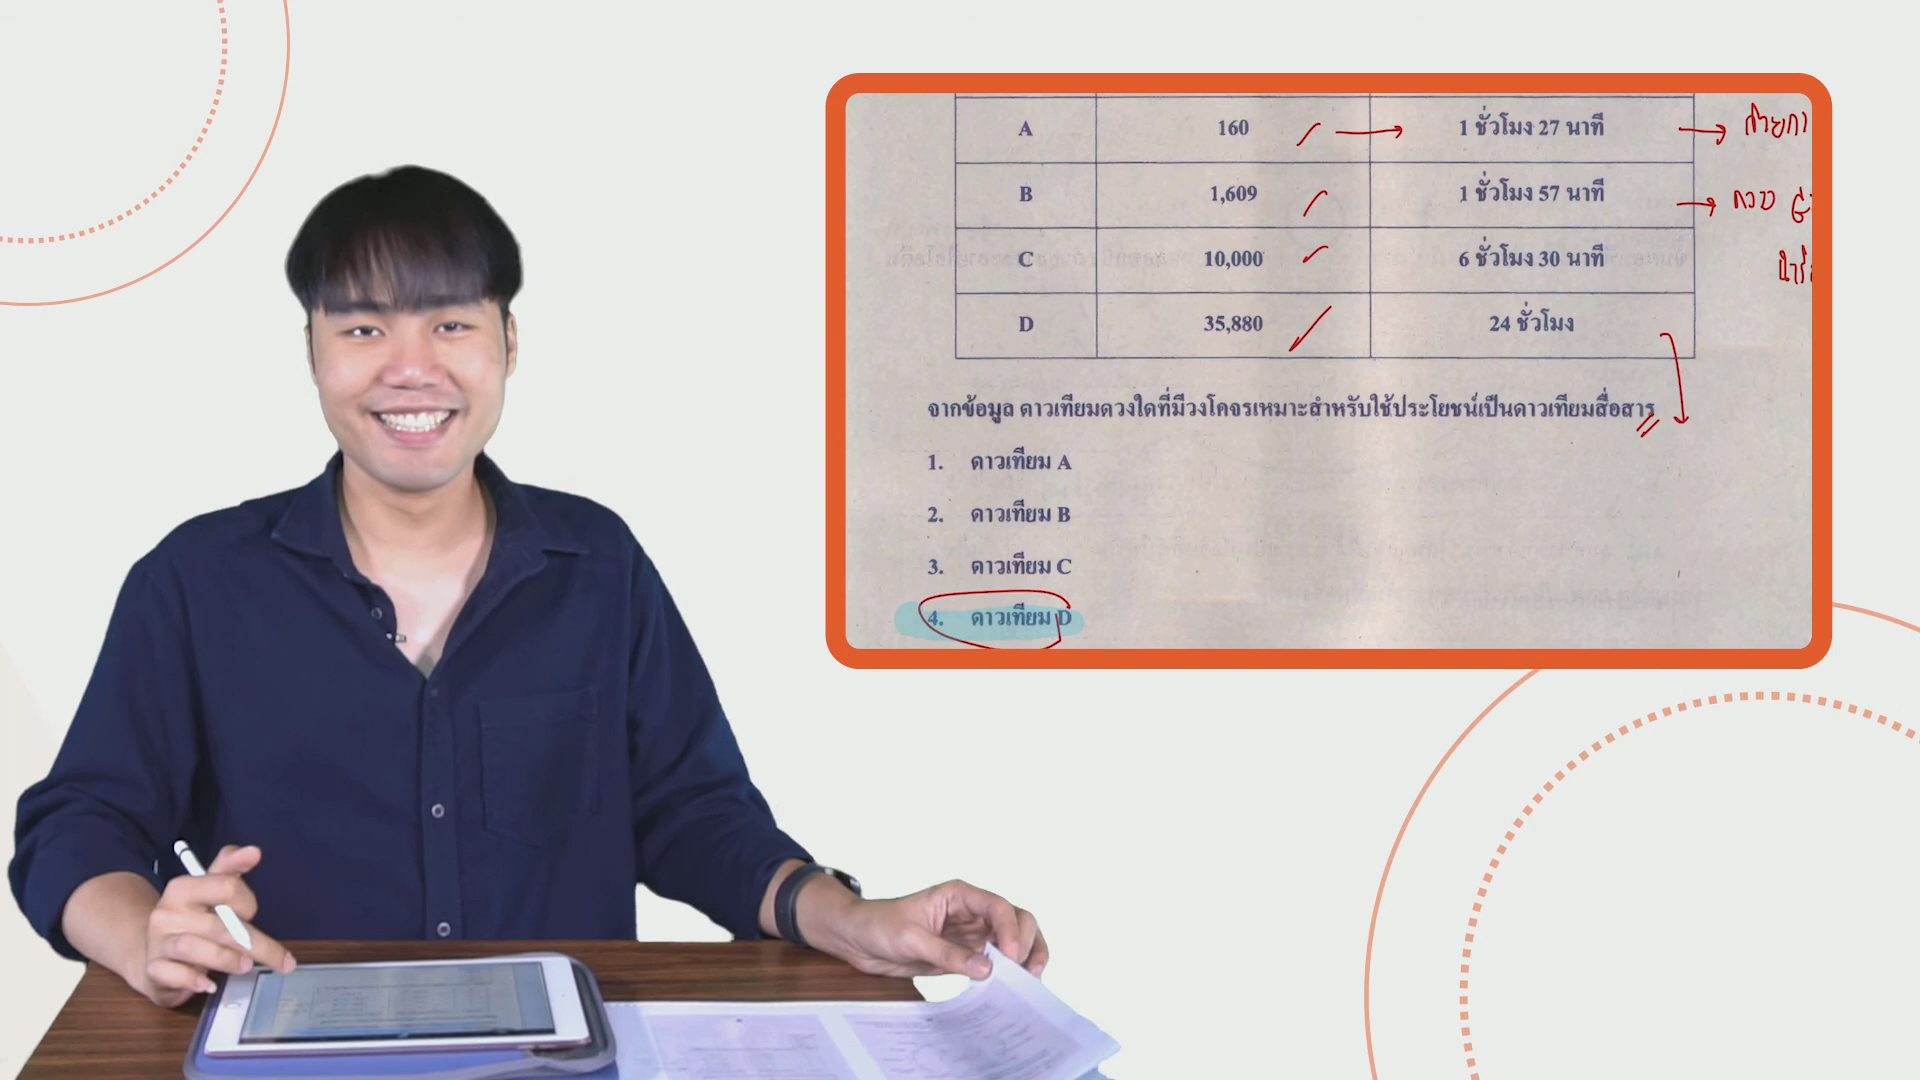 A 160 1 ชั่วโมง 27 นาที
B 1,609 1 ชั่วโมง 57 นาที
C 10,000 6 ชั่วโมง 30 นาที
D 35,880 24 ชั่วโมง
จากข้อมูล ดาวเทียมดวงใดที่มีวงโคจรเหมาะสำหรับใช้ประโยชน์เป็นดาวเทียมสื่อสาร
1. ดาวเทียม A
2. ดาวเทียม B
3. ดาวเทียม C
4. ดาวเทียม D